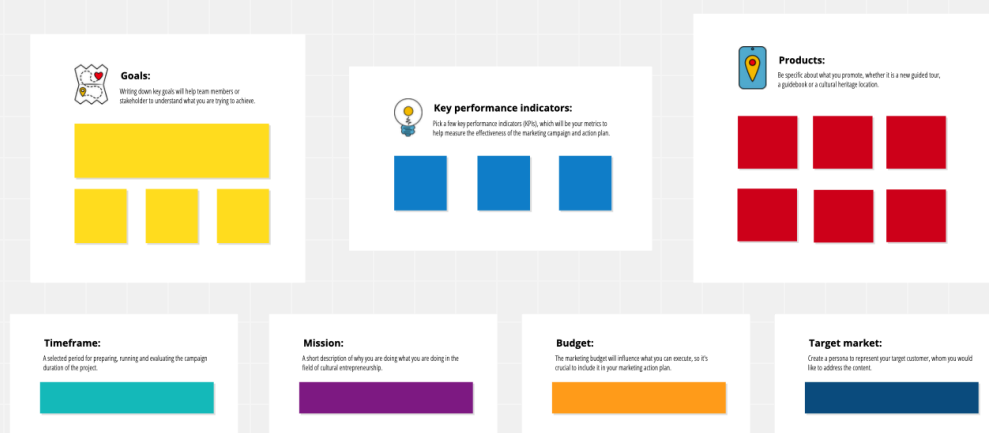 Goals:
Writing down key goals will help team members or
stakeholder to understand what you are trying to achieve.
Key performance indicators:
Pick a few key performance indicators (KPIs), which will be your metrics to
help measure the effectiveness of the marketing campaign and action plan.
Products:
Be specific about what you promote, whether it is a new guided tour,
a guidebook or a cultural heritage location.
Timeframe:
A selected period for preparing, running and evaluating the campaign
duration of the project.
Mission:
A short description of why you are doing what you are doing in the
field of cultural entrepreneurship.
Budget:
The marketing budget will influence what you can execute, so it's
crucial to include it in your marketing action plan.
Target market:
Create a persona to represent your target customer, whom you would
like to address the content.